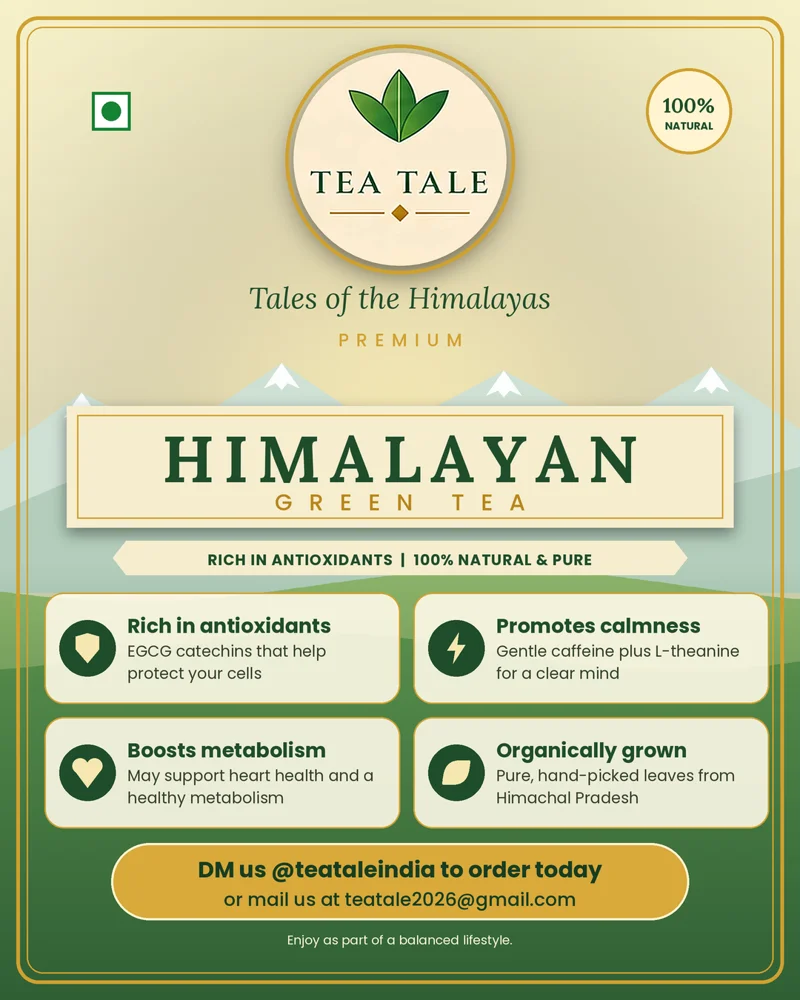 100%
NATURAL
TEA TALE
Tales of the Himalayas
PREMIUM
HIMALAYAN
GREEN TEA
RICH IN ANTIOXIDANTS | 100% NATURAL & PURE
Rich in antioxidants
EGCG catechins that help
protect your cells
Promotes calmness
Gentle caffeine plus L-theanine
for a clear mind
Boosts metabolism
May support heart health and a
healthy metabolism
Organically grown
Pure, hand-picked leaves from
Himachal Pradesh
DM us @teataleindia to order today
or mail us at teatale2026@gmail.com
Enjoy as part of a balanced lifestyle.